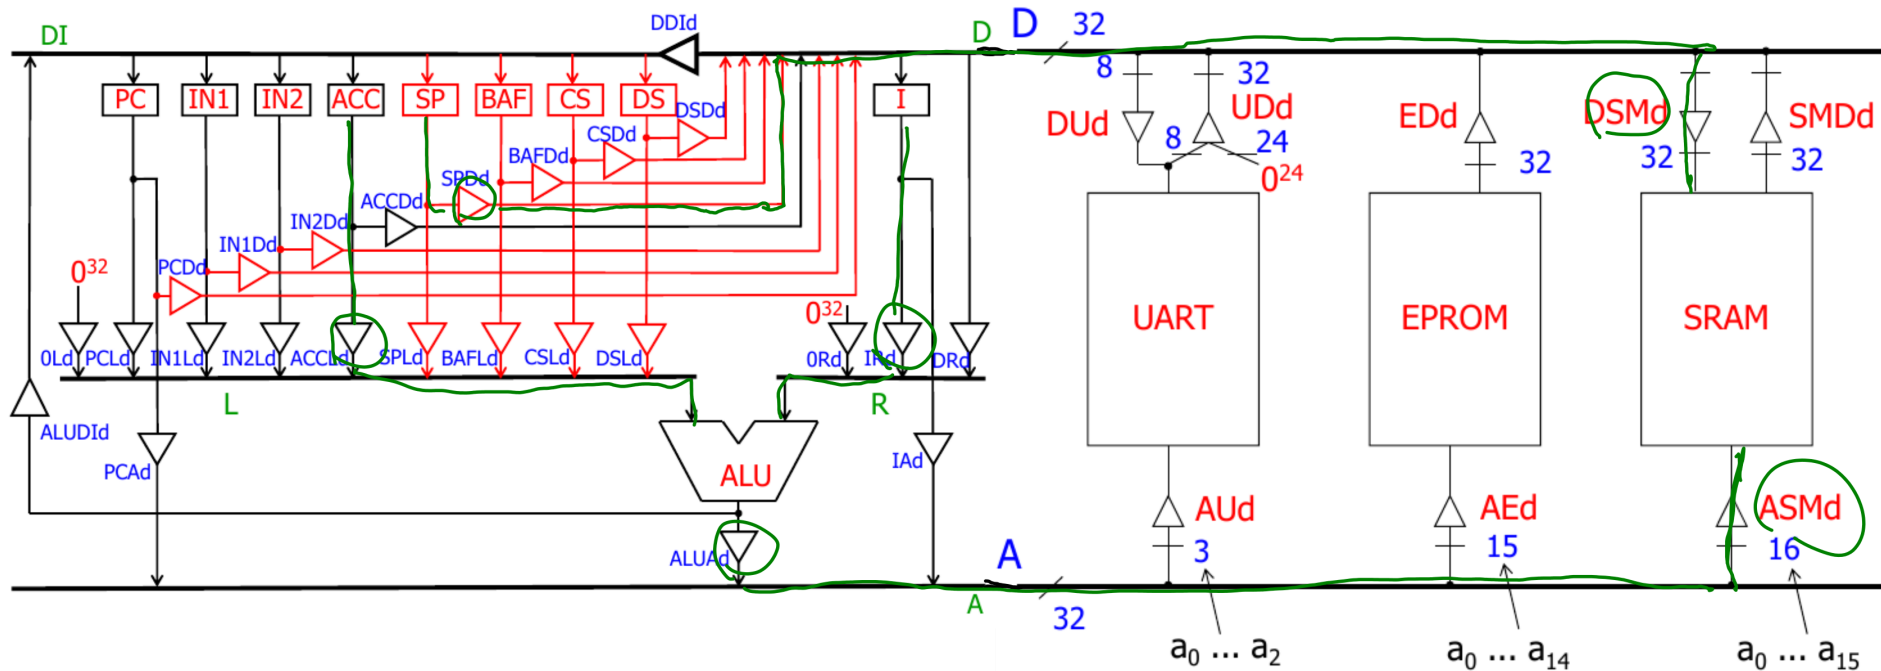 DI
DDId
D
D
32
PC
IN1
IN2
ACC
SP
BAF
CS
DS
I
8
32
DUd
UDd
8
24
0²⁴
EDd
32
DSMd
32
SMDd
32
DSDd
CSDd
BAFDd
SPDd
ACCDd
IN2Dd
IN1Dd
PCDd
0³²
0³²
UART
EPROM
SRAM
0Ld
PCLd
IN1Ld
IN2Ld
ACCLd
SPLd
BAFLd
CSLd
DSLd
0Rd
IRd
DRd
L
R
ALUDId
PCAd
ALU
IAd
ALUAd
AUd
3
AEd
15
ASMd
16
A
A
32
a₀ ... a₂
a₀ ... a₁₄
a₀ ... a₁₅